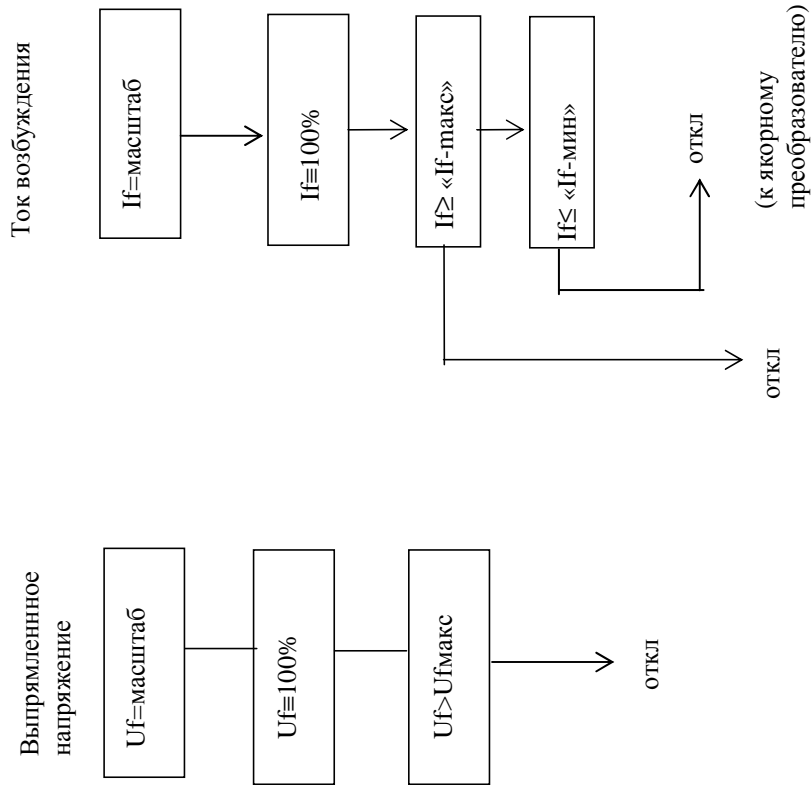 Выпрямленнное
напряжение
Uf=масштаб
Uf≡100%
Uf>Ufмакс
откл
Ток возбуждения
If=масштаб
If≡100%
If≥ «If-макс»
If≤ «If-мин»
откл
откл
(к якорному
преобразователю)